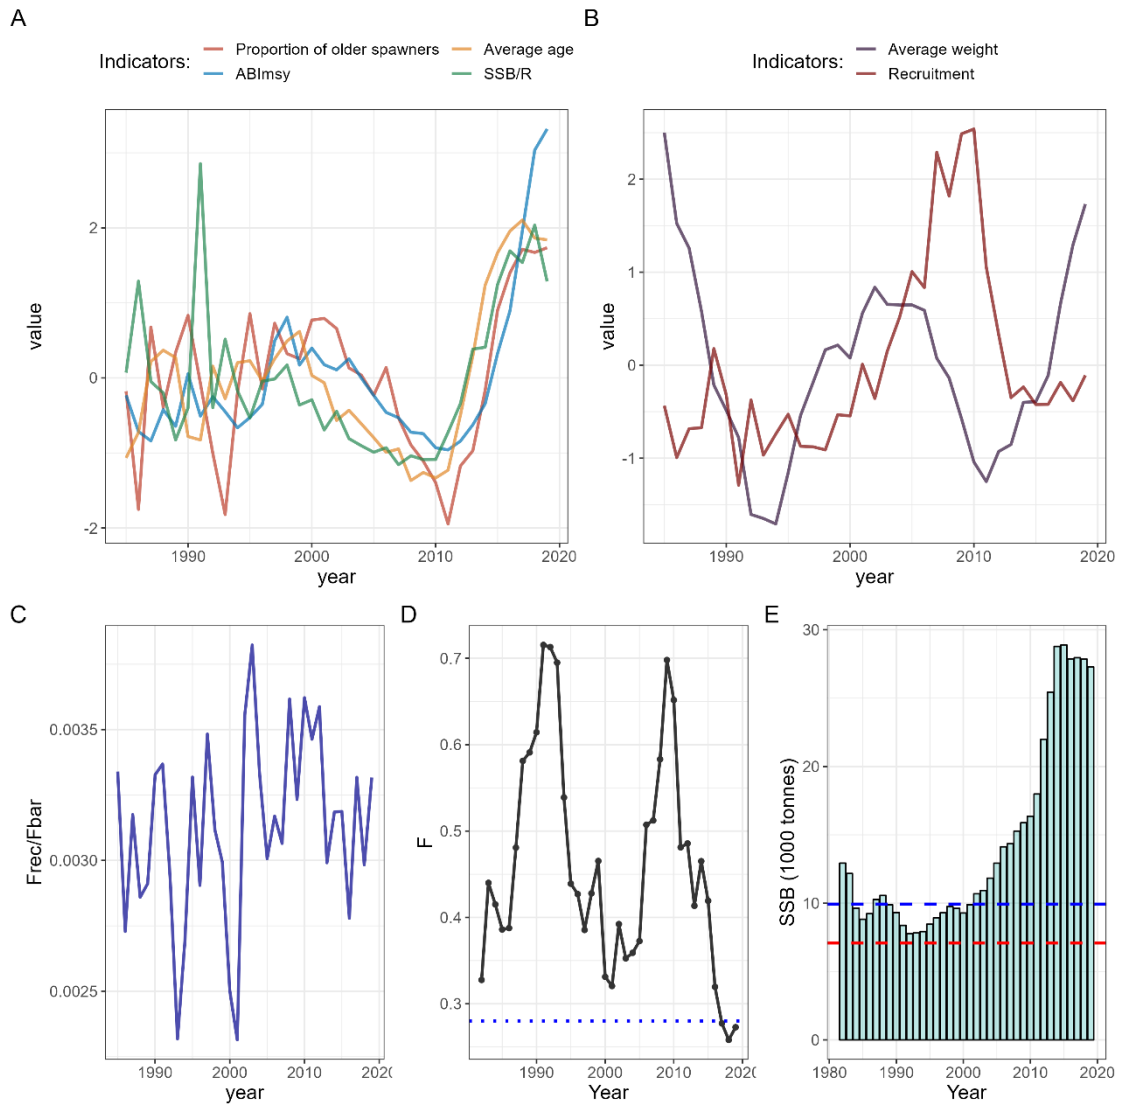 A
B
Indicators:
Proportion of older spawners
Average age
ABImsy
SSB/R
Indicators:
Average weight
Recruitment
value
2
0
-2
1990
2000
2010
2020
year
value
2
1
0
-1
1990
2000
2010
2020
year
C
D
E
Frec/Fbar
0.0035
0.0030
0.0025
1990
2000
2010
202
year
F
0.7
0.6
0.5
0.4
0.3
1990
2000
2010
202
Year
SSB (1000 tonnes)
30
20
10
0
1980
1990
2000
2010
2020
Year